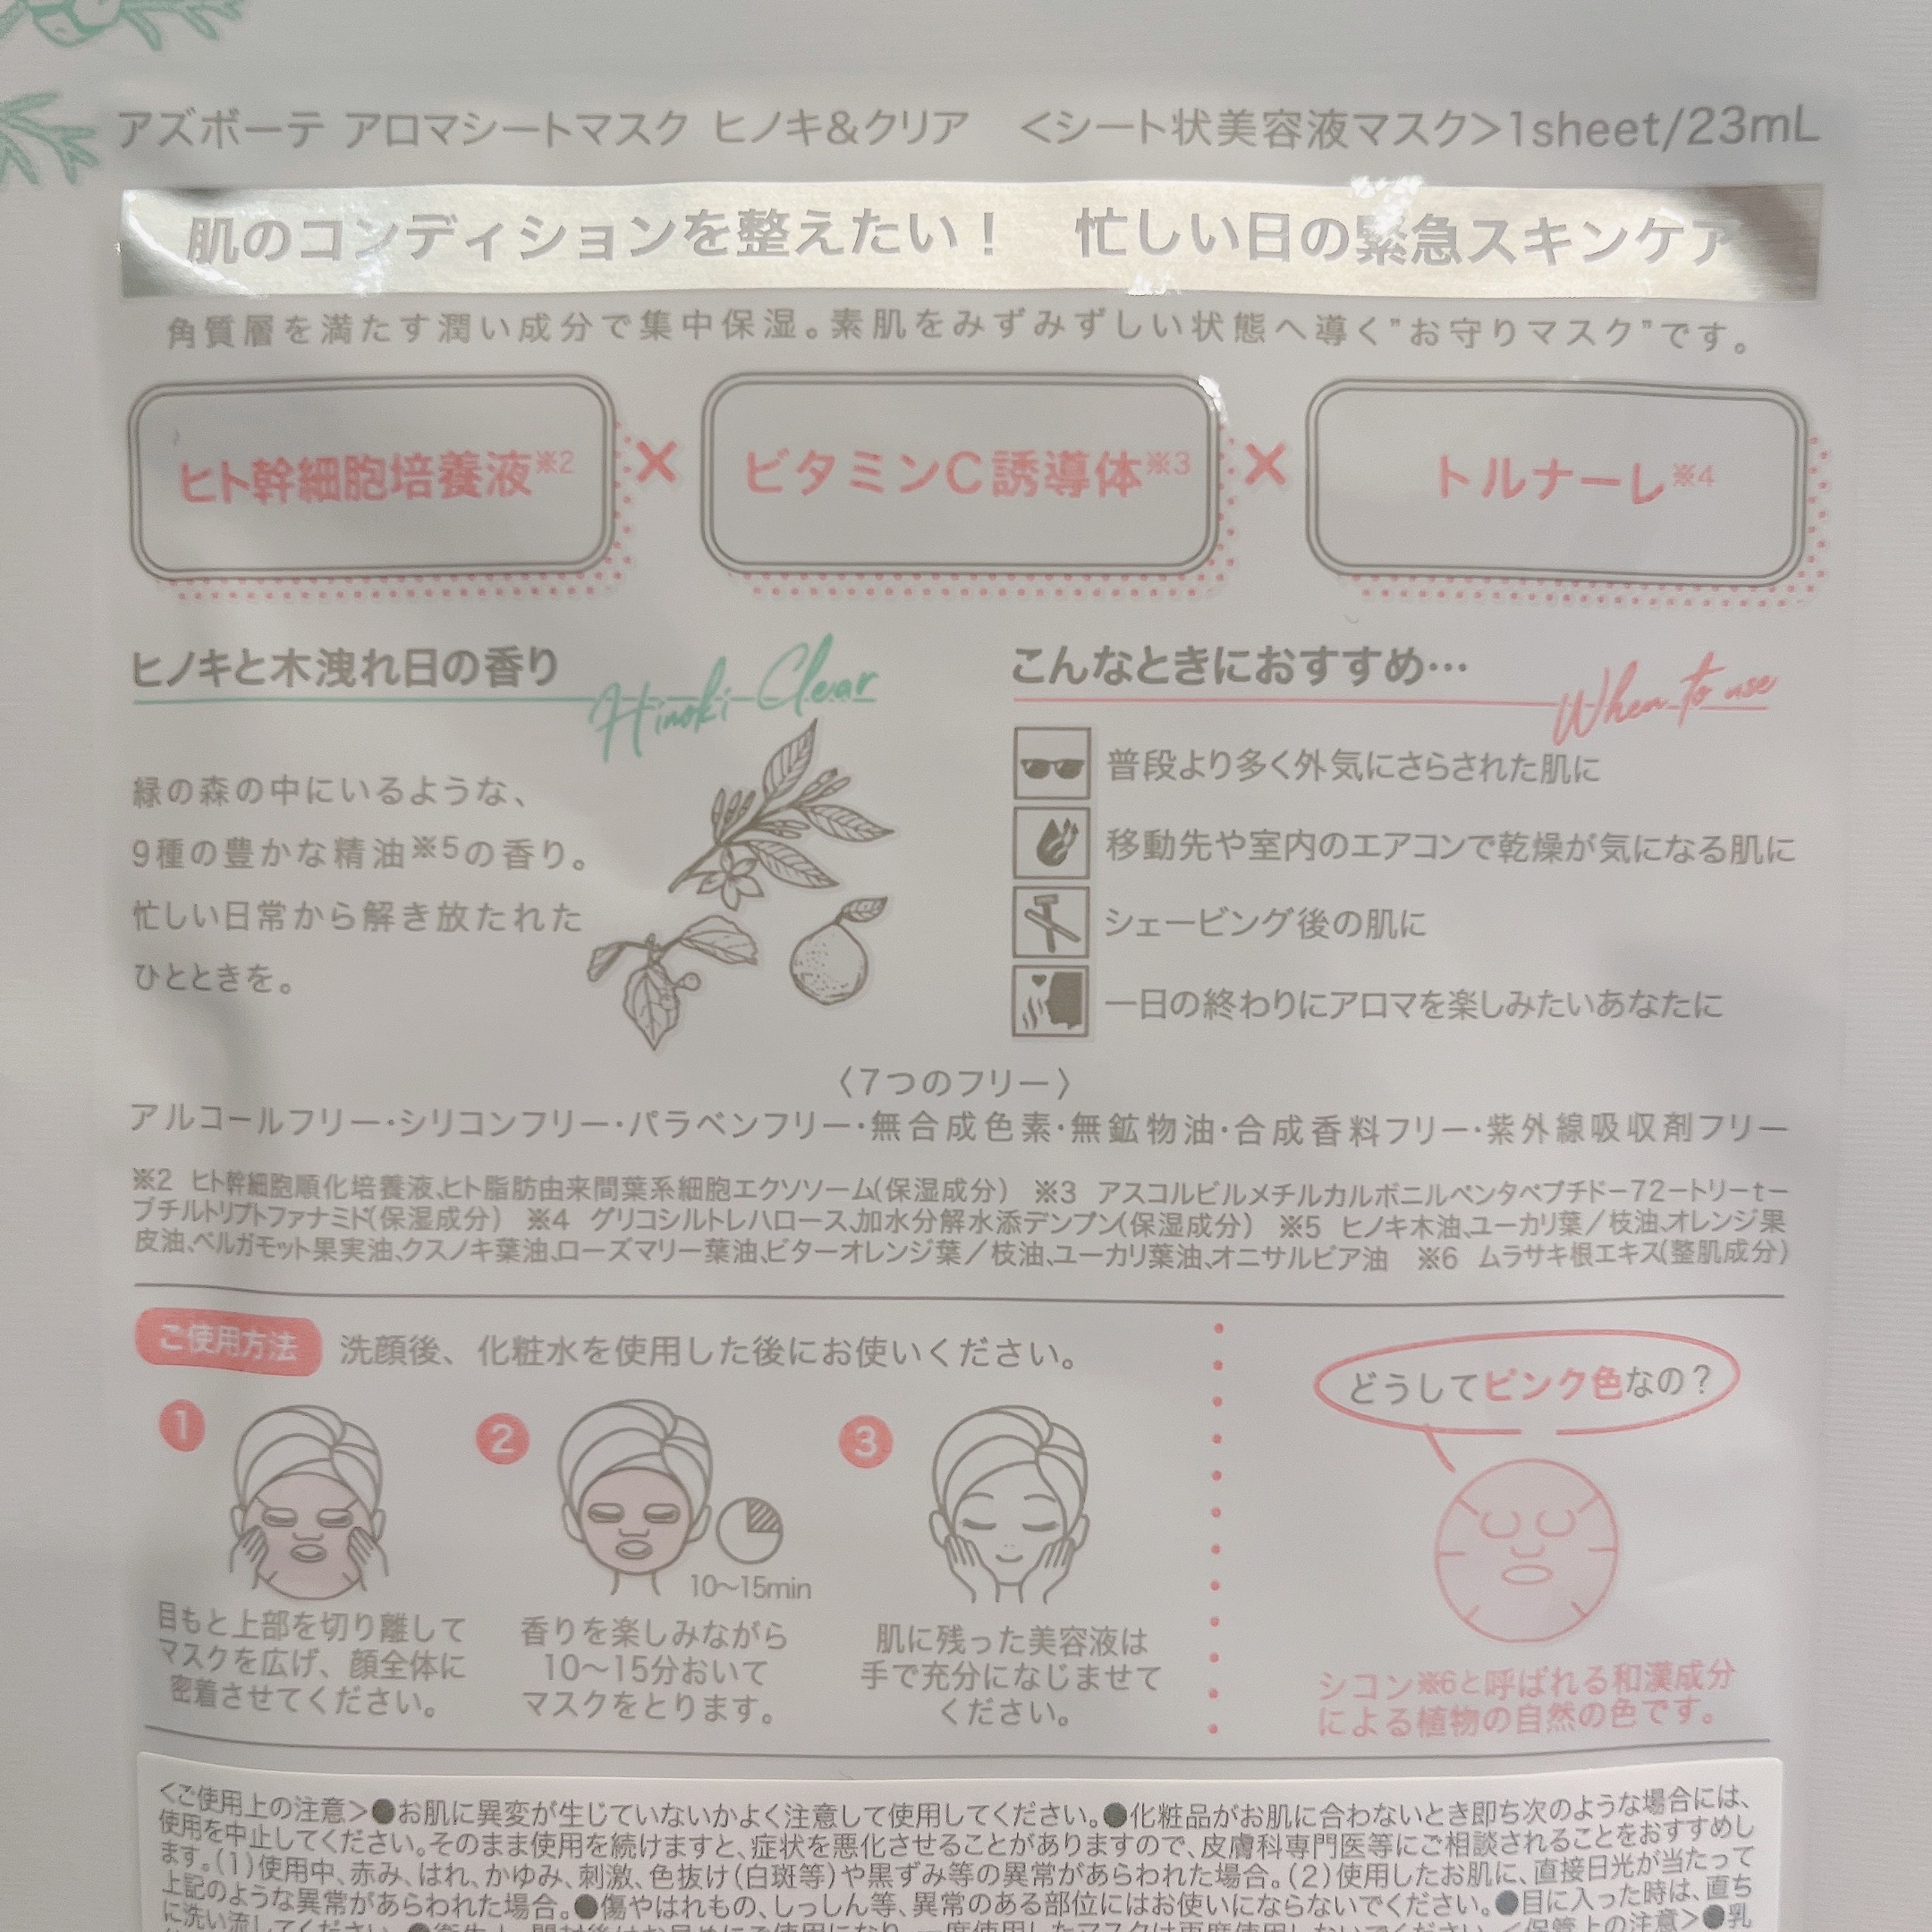 アズボーテ アロマシートマスク ヒノキ&クリア <シート状美容液マスク>1sheet/23mL
肌のコンディションを整えたい! 忙しい日の緊急スキンケア
角質層を満たす潤い成分で集中保湿。素肌をみずみずしい状態へ導く"お守りマスク"です。
ヒト幹細胞培養液※2 × ビタミンC誘導体※3 × トルナーレ※4
ヒノキと木洩れ日の香り
Hinoki-Clear
緑の森の中にいるような、
9種の豊かな精油※5の香り。
忙しい日常から解き放たれた
ひとときを。
こんなときにおすすめ…
When to use
普段より多く外気にさらされた肌に
移動先や室内のエアコンで乾燥が気になる肌に
シェービング後の肌に
一日の終わりにアロマを楽しみたいあなたに
〈7つのフリー〉
アルコールフリー・シリコンフリー・パラベンフリー・無合成色素・無鉱物油・合成香料フリー・紫外線吸収剤フリー
※2 ヒト幹細胞順化培養液、ヒト脂肪由来間葉系細胞エクソソーム(保湿成分) ※3 アスコルビルメチルカルボニルペンタペプチド-72-トリ-t-
ブチルトリプトファナミド(保湿成分) ※4 グリコシルトレハロース、加水分解水添デンプン(保湿成分) ※5 ヒノキ木油、ユーカリ葉/枝油、オレンジ果
皮油、ベルガモット果実油、クスノキ葉油、ローズマリー葉油、ビターオレンジ葉/枝油、ユーカリ葉油、オニサルビア油 ※6 ムラサキ根エキス(整肌成分)
ご使用方法 洗顔後、化粧水を使用した後にお使いください。
1
目もと上部を切り離して
マスクを広げ、顔全体に
密着させてください。
2
10〜15min
香りを楽しみながら
10〜15分おいて
マスクをとります。
3
肌に残った美容液は
手で充分になじませて
ください。
どうしてピンク色なの?
シコン※6と呼ばれる和漢成分
による植物の自然の色です。
<ご使用上の注意>●お肌に異変が生じていないかよく注意して使用してください。●化粧品がお肌に合わないとき即ち次のような場合には、
使用を中止してください。そのまま使用を続けますと、症状を悪化させることがありますので、皮膚科専門医等にご相談されることをおすすめし
ます。(1)使用中、赤み、はれ、かゆみ、刺激、色抜け(白斑等)や黒ずみ等の異常があらわれた場合。(2)使用したお肌に、直接日光が当たって
上記のような異常があらわれた場合。●傷やはれもの、しっしん等、異常のある部位にはお使いにならないでください。●目に入った時は、直ち
に洗い流してください。